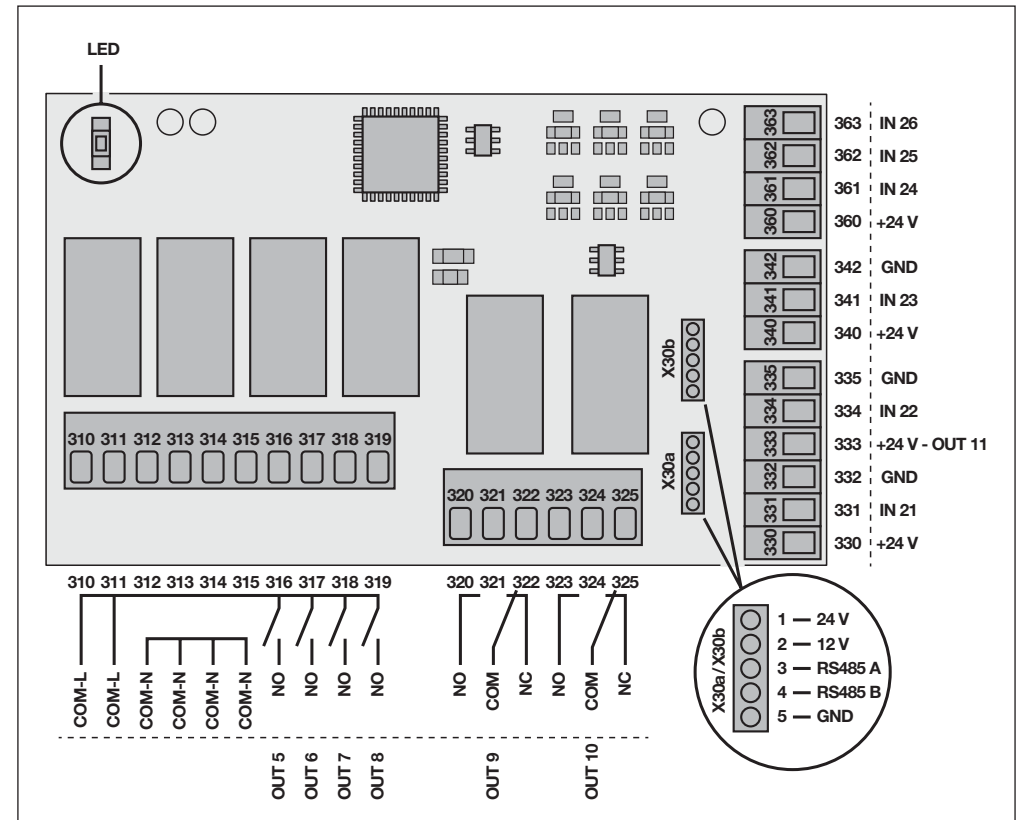 LED
363 363 IN 26
362 362 IN 25
361 361 IN 24
360 360 +24 V
342 342 GND
341 341 IN 23
340 340 +24 V
X30b
335 335 GND
334 334 IN 22
333 333 +24 V - OUT 11
332 332 GND
331 331 IN 21
330 330 +24 V
X30a
310 311 312 313 314 315 316 317 318 319
320 321 322 323 324 325
310 311 312 313 314 315 316 317 318 319 320 321 322 323 324 325
COM-L COM-L COM-N COM-N COM-N COM-N NO NO NO NO NO COM NC NO COM NC
OUT 5 OUT 6 OUT 7 OUT 8 OUT 9 OUT 10
X30a / X30b
1 — 24 V
2 — 12 V
3 — RS485 A
4 — RS485 B
5 — GND